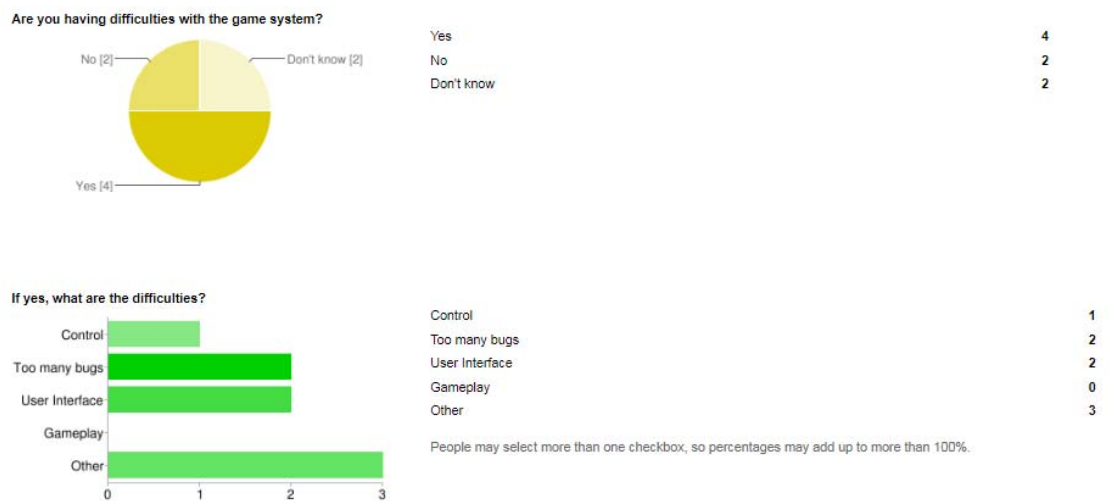 Are you having difficulties with the game system?
No [2]
Don't know [2]
Yes [4]
Yes 4
No 2
Don't know 2
If yes, what are the difficulties?
Control
Too many bugs
User Interface
Gameplay
Other
0 1 2 3
Control 1
Too many bugs 2
User Interface 2
Gameplay 0
Other 3
People may select more than one checkbox, so percentages may add up to more than 100%.